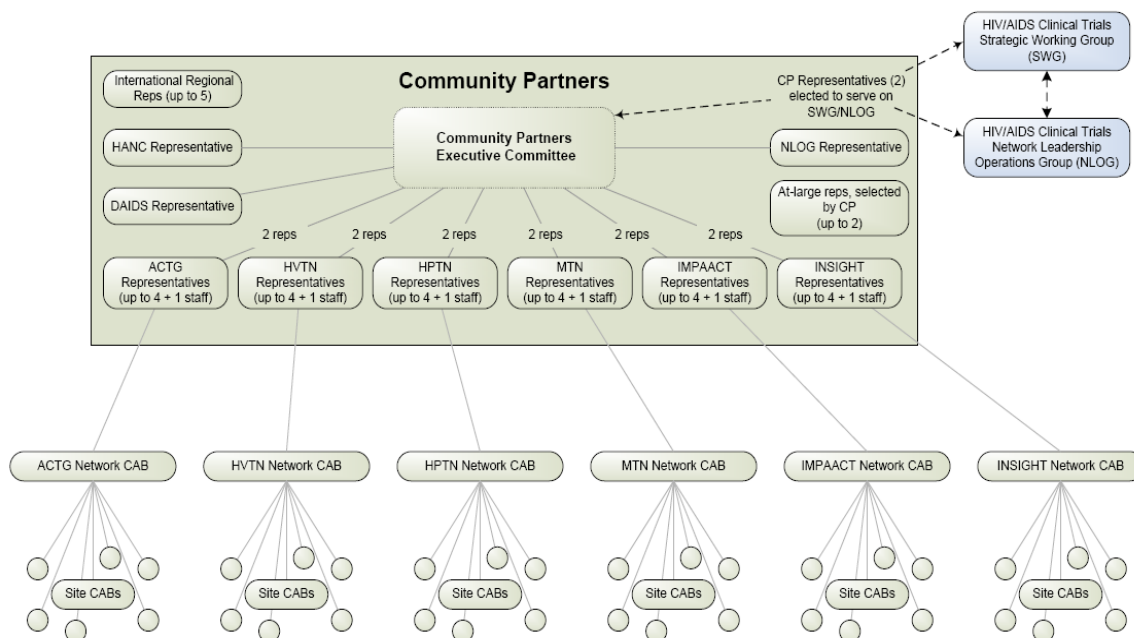 HIV/AIDS Clinical Trials
Strategic Working Group
(SWG)
Community Partners
International Regional
Reps (up to 5)
CP Representatives (2)
elected to serve on
SWG/NLOG
Community Partners
Executive Committee
HIV/AIDS Clinical Trials
Network Leadership
Operations Group (NLOG)
HANC Representative
NLOG Representative
DAIDS Representative
At-large reps, selected
by CP
(up to 2)
2 reps
2 reps
2 reps
2 reps
2 reps
2 reps
ACTG
Representatives
(up to 4 + 1 staff)
HVTN
Representatives
(up to 4 + 1 staff)
HPTN
Representatives
(up to 4 + 1 staff)
MTN
Representatives
(up to 4 + 1 staff)
IMPAACT
Representatives
(up to 4 + 1 staff)
INSIGHT
Representatives
(up to 4 + 1 staff)
ACTG Network CAB
HVTN Network CAB
HPTN Network CAB
MTN Network CAB
IMPAACT Network CAB
INSIGHT Network CAB
Site CABs
Site CABs
Site CABs
Site CABs
Site CABs
Site CABs